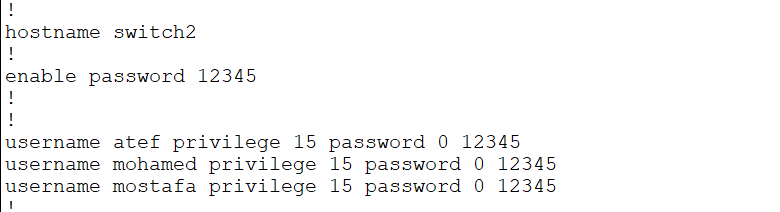 !
hostname switch2
!
enable password 12345
!
!
username atef privilege 15 password 0 12345
username mohamed privilege 15 password 0 12345
username mostafa privilege 15 password 0 12345
!